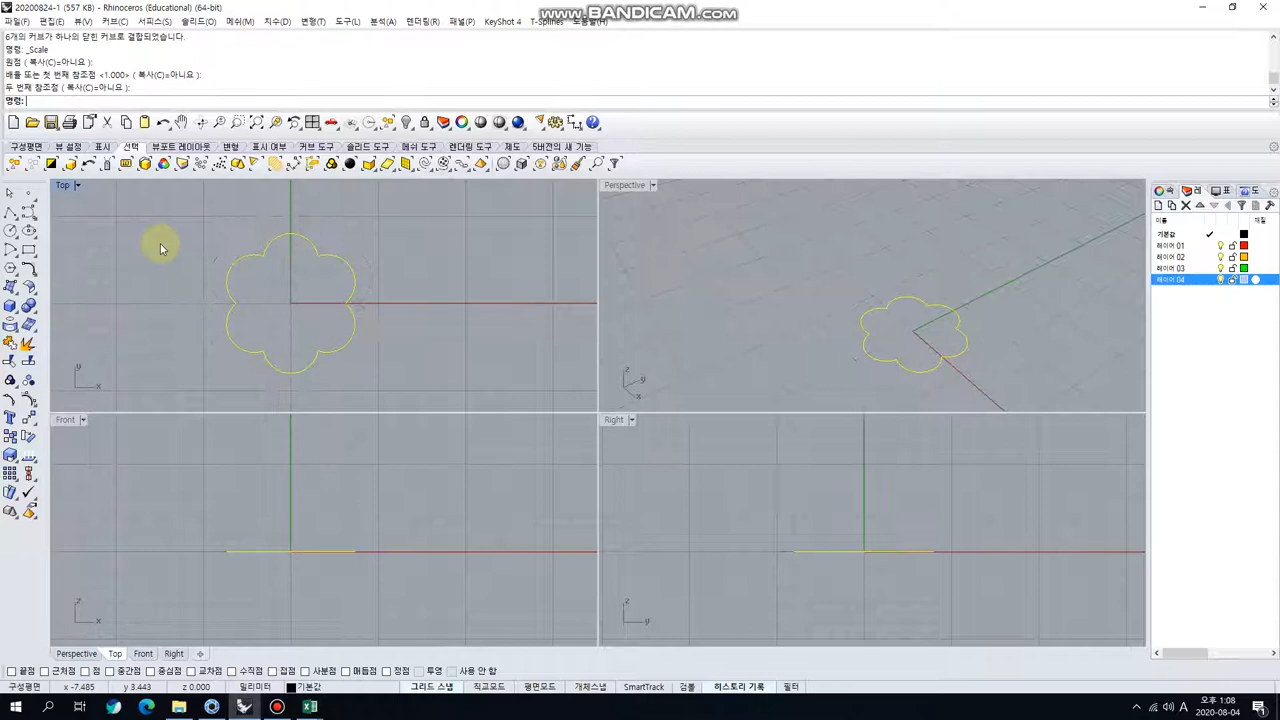 20200824-1 (557 KB) - Rhinoceros (Educational) (64-bit)
www.BANDICAM.com
파일(F) 편집(E) 뷰(V) 커브(C) 서피스(S) 솔리드(O) 메쉬(M) 치수(D) 변형(T) 도구(L) 분석(A) 렌더링(R) 패널(P) KeyShot 4 T-Splines 도움말(H)
6개의 커브가 하나의 닫힌 커브로 결합되었습니다.
명령: _Scale
원점 ( 복사(C)=아니요 ):
배율 또는 첫 번째 참조점 <1.000> ( 복사(C)=아니요 ):
두 번째 참조점 ( 복사(C)=아니요 ):
명령:
구성평면 뷰 설정 표시 선택 뷰포트 레이아웃 변형 표시 여부 커브 도구 솔리드 도구 메쉬 도구 렌더링 도구 제도 5버전의 새 기능
Top
Perspective
속 레 표 도
이름 재질
기본값
레이어 01
레이어 02
레이어 03
레이어 04
y
x
z
y
x
Front
Right
z
x
z
y
Perspective Top Front Right
끝점 근처점 점 중간점 중심점 교차점 수직점 접점 사분점 매듭점 정점 투영 사용 안 함
구성평면 x -7.485 y 3.443 z 0.000 밀리미터 기본값 그리드 스냅 직교모드 평면모드 개체스냅 SmartTrack 검볼 히스토리 기록 필터
A 오후 1:08
2020-08-04